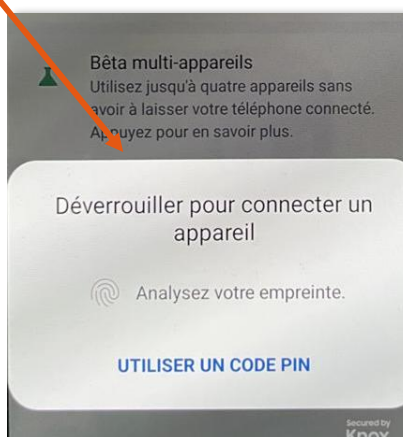 Bêta multi-appareils
Utilisez jusqu'à quatre appareils sans
avoir à laisser votre téléphone connecté.
Appuyez pour en savoir plus.
Déverrouiller pour connecter un
appareil
Analysez votre empreinte.
UTILISER UN CODE PIN
Secured by
Knox